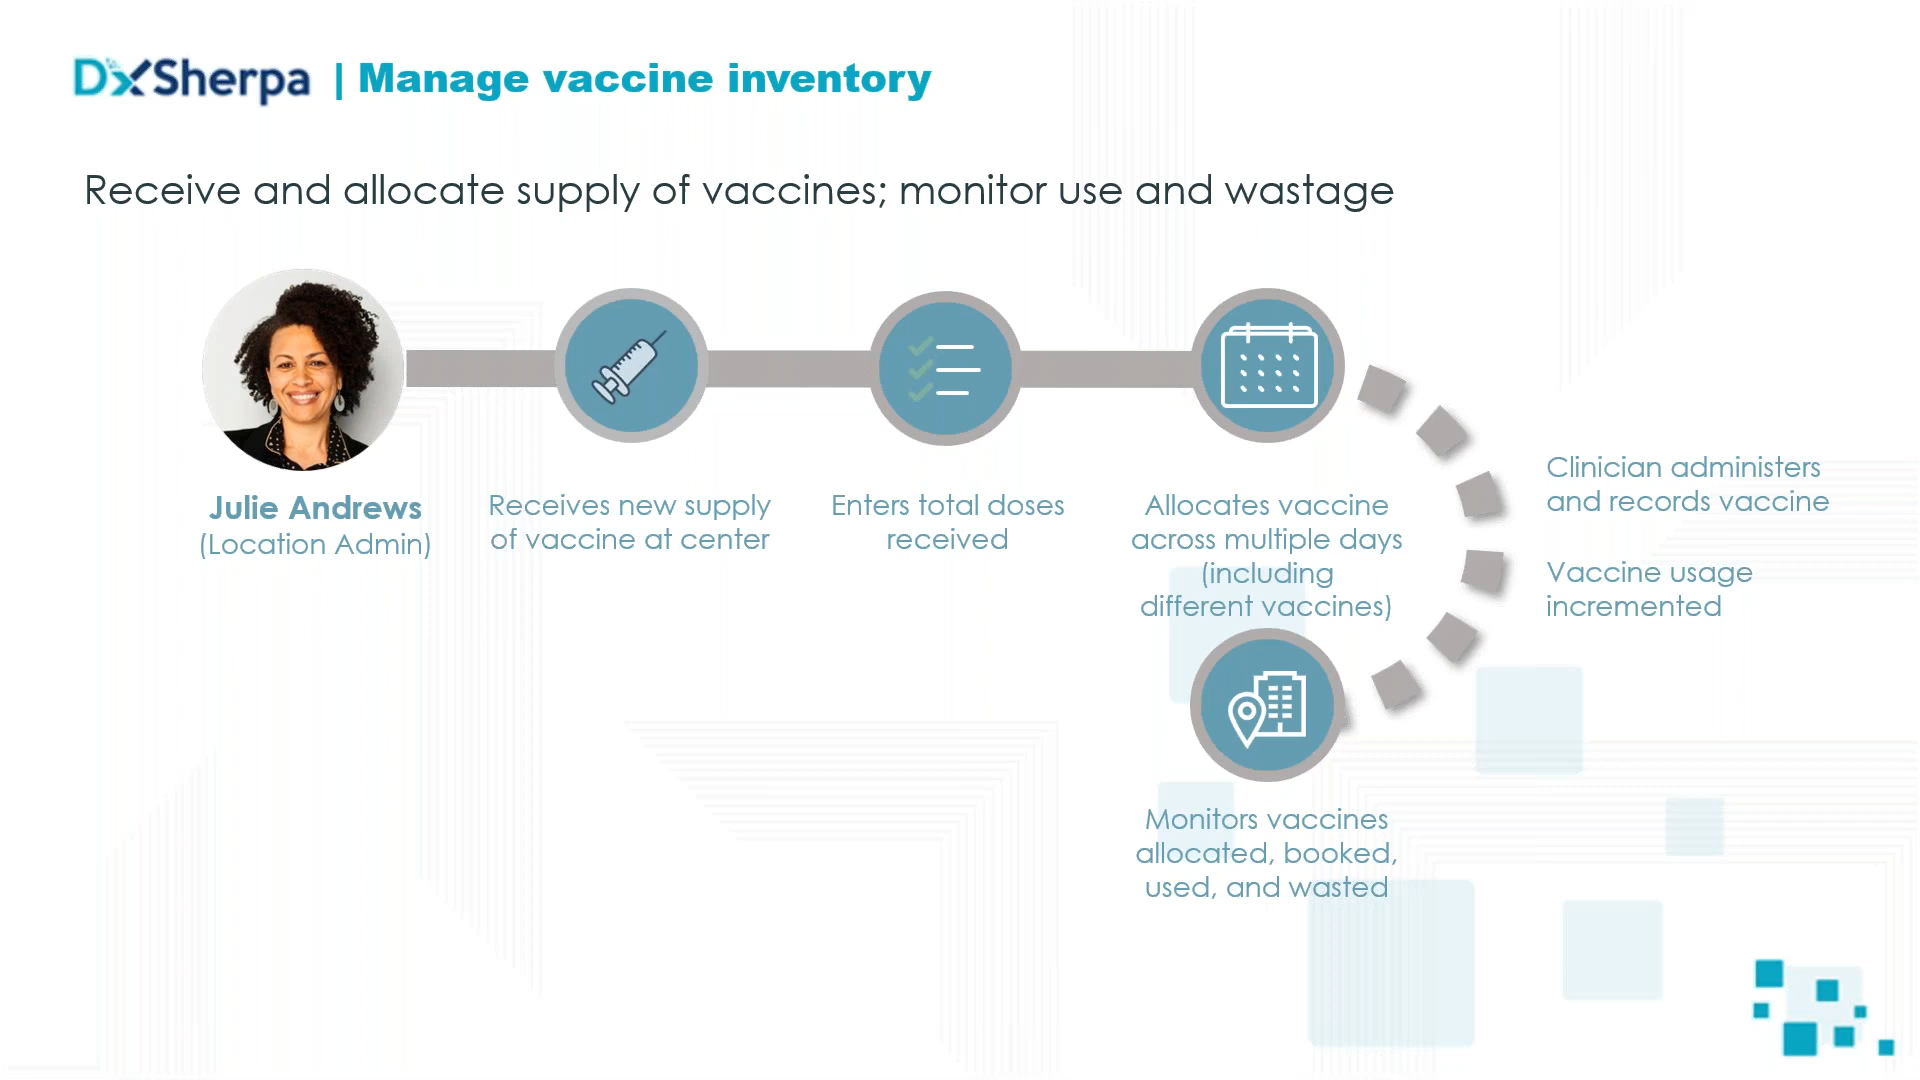 DxSherpa | Manage vaccine inventory
Receive and allocate supply of vaccines; monitor use and wastage
Julie Andrews
(Location Admin)
Receives new supply
of vaccine at center
Enters total doses
received
Allocates vaccine
across multiple days
(including
different vaccines)
Clinician administers
and records vaccine
Vaccine usage
incremented
Monitors vaccines
allocated, booked,
used, and wasted